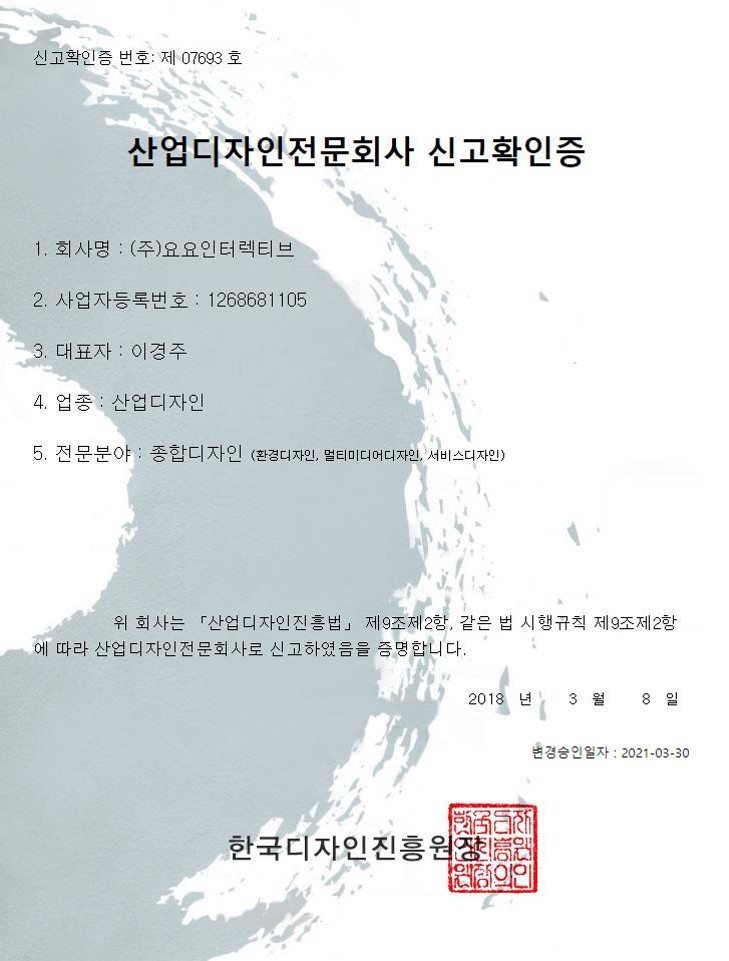 신고확인증 번호: 제 07693 호
산업디자인전문회사 신고확인증
1. 회사명 : (주)요요인터렉티브
2. 사업자등록번호 : 1268681105
3. 대표자 : 이경주
4. 업종 : 산업디자인
5. 전문분야 : 종합디자인 (환경디자인, 멀티미디어디자인, 서비스디자인)
위 회사는 「산업디자인진흥법」 제9조제2항, 같은 법 시행규칙 제9조제2항
에 따라 산업디자인전문회사로 신고하였음을 증명합니다.
2018 년 3 월 8 일
변경승인일자 : 2021-03-30
한국디자인진흥원장